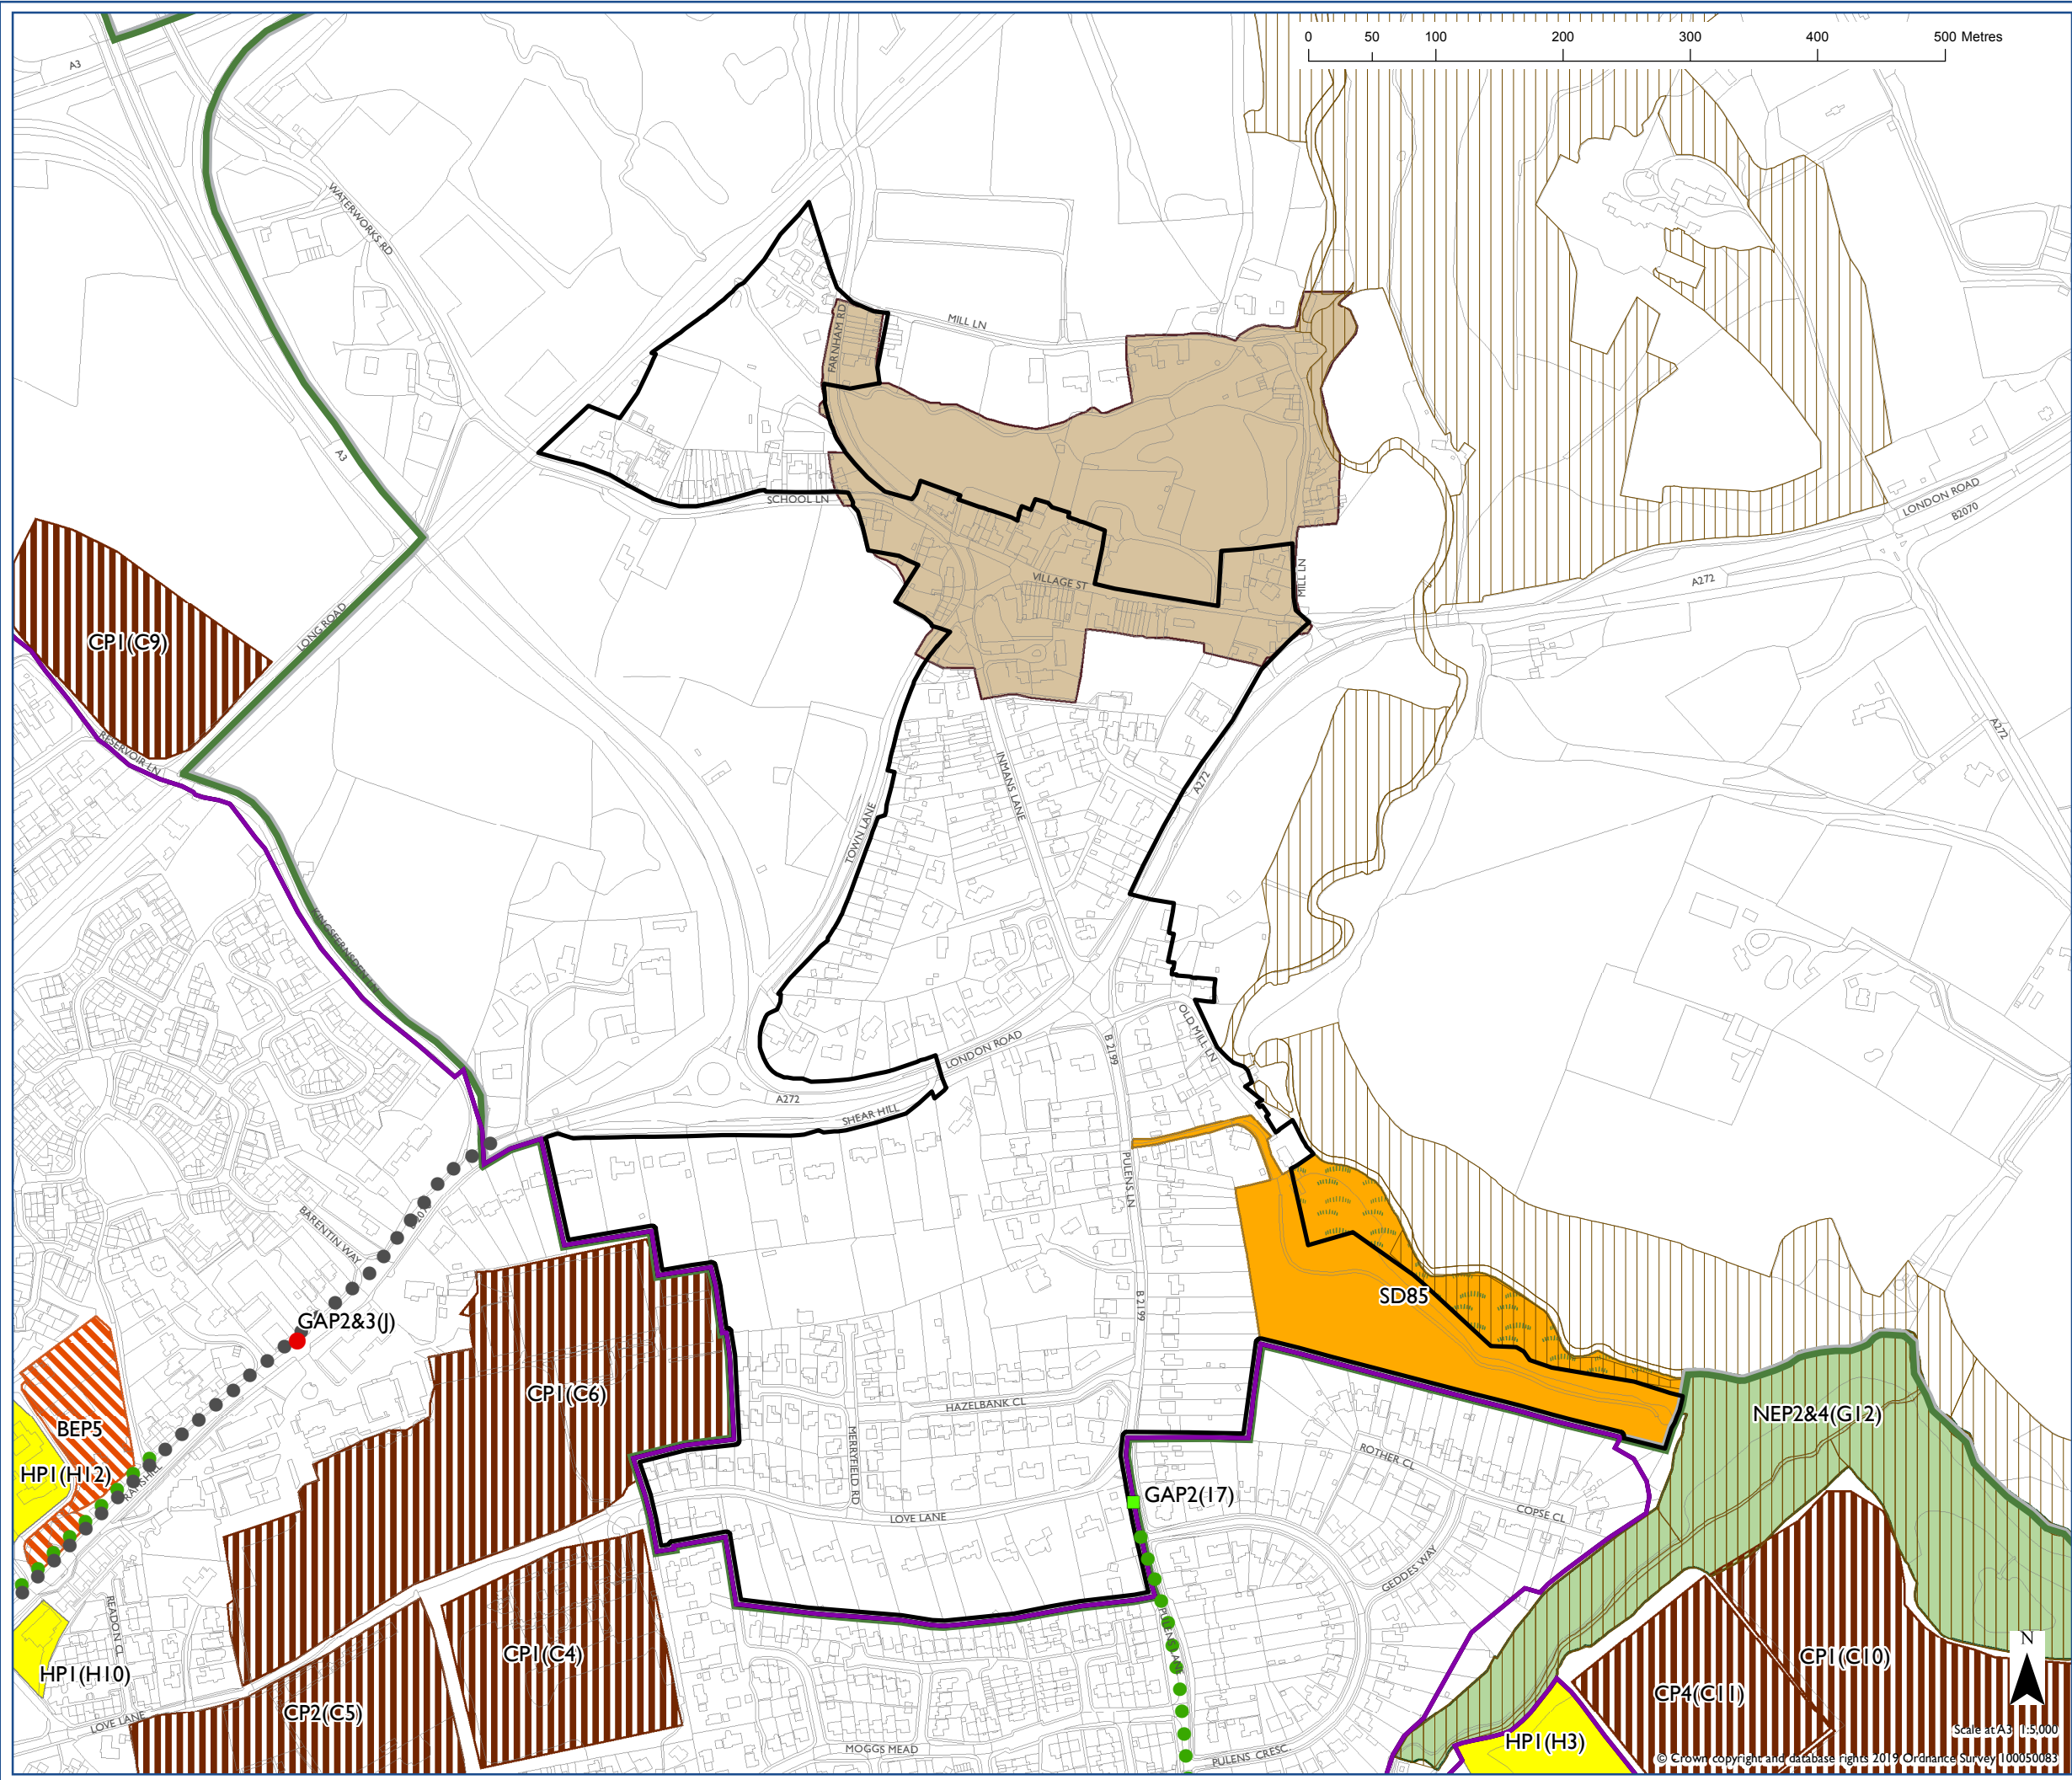 0 50 100 200 300 400 500 Metres
A3
WATERWORKS RD
MILL LN
FARNHAM RD
A3
SCHOOL LN
LONDON ROAD
B2070
A272
VILLAGE ST
MILL LN
LONG ROAD
CP1(C9)
RESERVOIR LN
A272
INMANS LANE
A272
TOWN LANE
KINGSFERNSDEN LN
OLD MILL LN
LONDON ROAD
B 2199
A272
SHEAR HILL
PULENS LN
BARENTIN WAY
SD85
B 2199
GAP2&3(J)
CP1(C6)
HAZELBANK CL
NEP2&4(G12)
BEP5
MERRYFIELD RD
ROTHER CL
HP1(H12)
RAMSHILL
GAP2(17)
LOVE LANE
COPSE CL
GEDDES WAY
READON CL
PULENS LANE
CP1(C4)
CP1(C10)
N
HP1(H10)
CP4(C11)
CP2(C5)
LOVE LANE
Scale at A3 1:5,000
HP1(H3)
MOGGS MEAD
PULENS CRESC
© Crown copyright and database rights 2019 Ordnance Survey 100050083